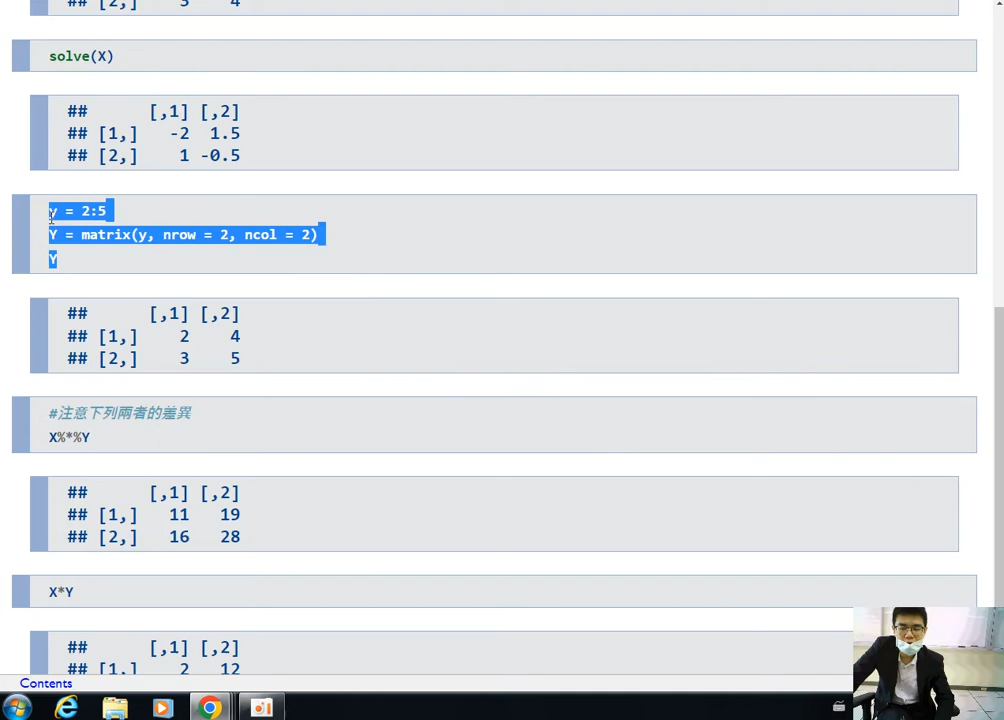 ## [2,]     3    4
solve(X)
##      [,1] [,2]
## [1,]   -2  1.5
## [2,]    1 -0.5
y = 2:5
Y = matrix(y, nrow = 2, ncol = 2)
Y
##      [,1] [,2]
## [1,]    2    4
## [2,]    3    5
#注意下列兩者的差異
X%*%Y
##      [,1] [,2]
## [1,]   11   19
## [2,]   16   28
X*Y
##      [,1] [,2]
## [1,]    2   12
Contents